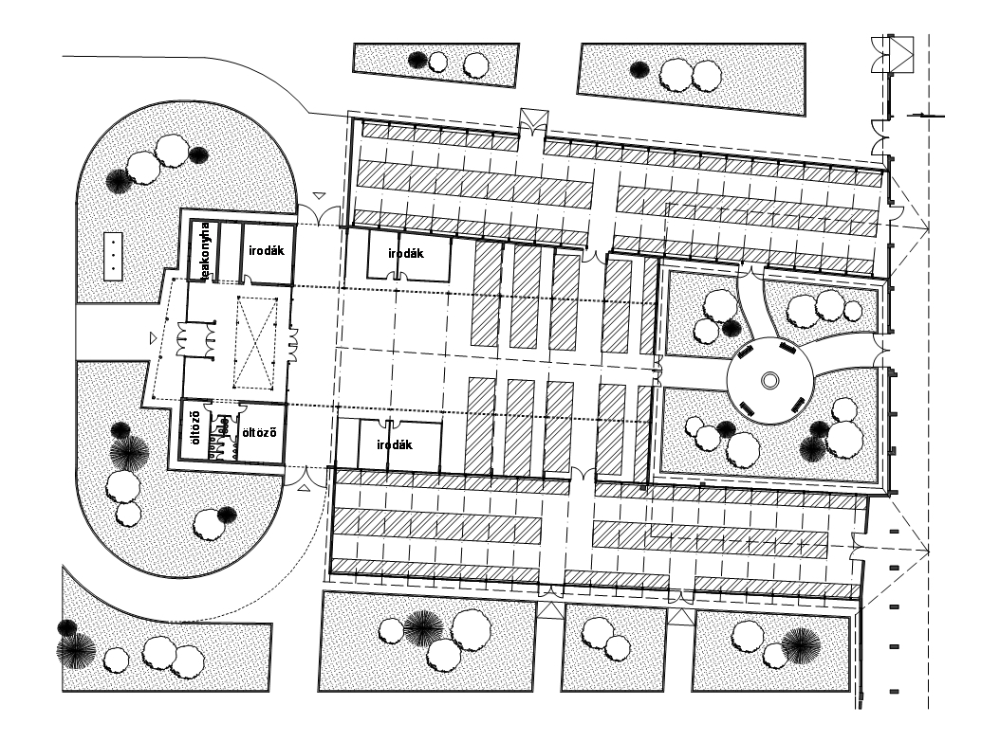 teakonyha
irodák
irodák
öltöző
öltöző
irodák